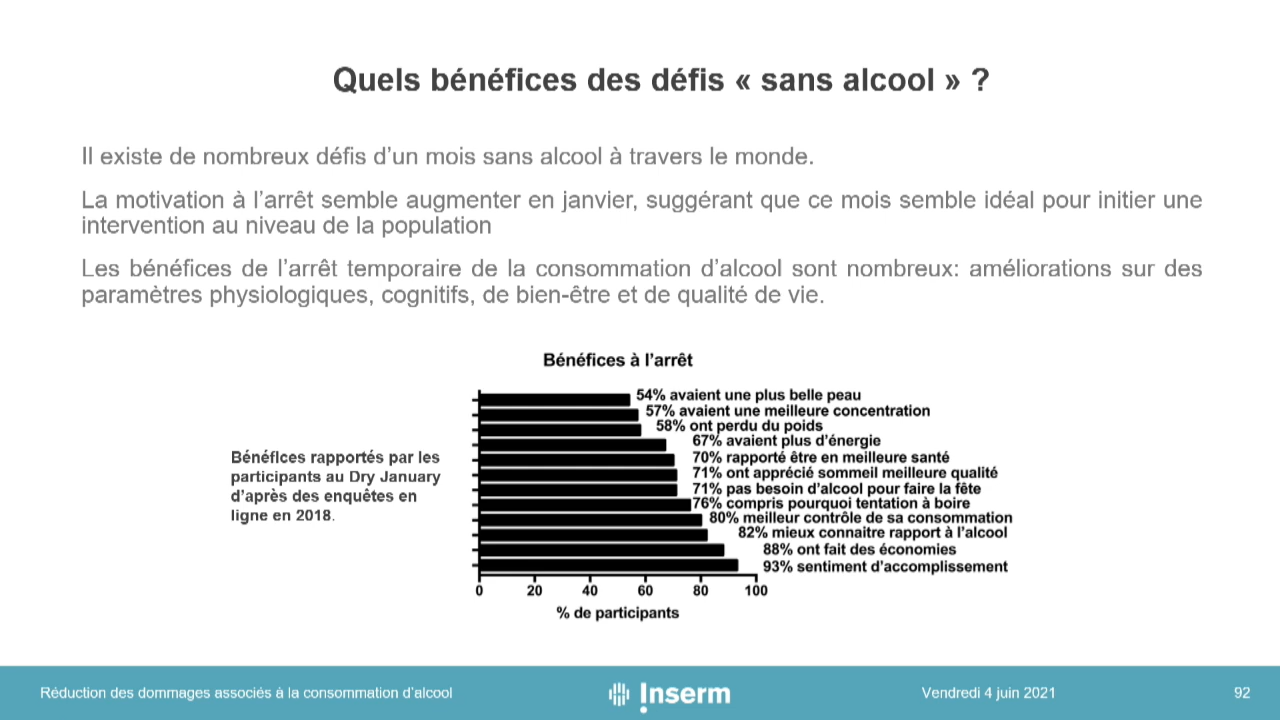 Quels bénéfices des défis « sans alcool » ?
Il existe de nombreux défis d’un mois sans alcool à travers le monde.
La motivation à l’arrêt semble augmenter en janvier, suggérant que ce mois semble idéal pour initier une
intervention au niveau de la population
Les bénéfices de l’arrêt temporaire de la consommation d’alcool sont nombreux: améliorations sur des
paramètres physiologiques, cognitifs, de bien-être et de qualité de vie.
Bénéfices à l’arrêt
54% avaient une plus belle peau
57% avaient une meilleure concentration
58% ont perdu du poids
67% avaient plus d’énergie
70% rapporté être en meilleure santé
71% ont apprécié sommeil meilleure qualité
71% pas besoin d’alcool pour faire la fête
76% compris pourquoi tentation à boire
80% meilleur contrôle de sa consommation
82% mieux connaitre rapport à l’alcool
88% ont fait des économies
93% sentiment d’accomplissement
Bénéfices rapportés par les
participants au Dry January
d’après des enquêtes en
ligne en 2018.
0 20 40 60 80 100
% de participants
Réduction des dommages associés à la consommation d’alcool
Inserm
Vendredi 4 juin 2021
92